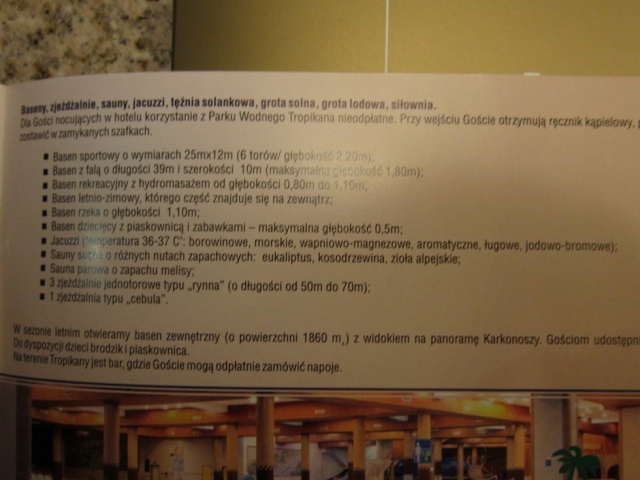 Baseny, zjeżdżalnie, sauny, jacuzzi, tężnia solankowa, grota solna, grota lodowa, siłownia.
Dla Gości nocujących w hotelu korzystanie z Parku Wodnego Tropikana nieodpłatne. Przy wejściu Goście otrzymują ręcznik kąpielowy,
zostawić w zamykanych szafkach.
■ Basen sportowy o wymiarach 25mx12m (6 torów/ głębokość 2,20m);
■ Basen z falą o długości 39m i szerokości 10m (maksymalna głębokość 1,80m);
■ Basen rekreacyjny z hydromasażem od głębokości 0,80m do 1,10m;
■ Basen letnio-zimowy, którego część znajduje się na zewnątrz;
■ Basen rzeka o głębokości 1,10m;
■ Basen dziecięcy z piaskownicą i zabawkami – maksymalna głębokość 0,5m;
■ Jacuzzi (temperatura 36-37 C°: borowinowe, morskie, wapniowo-magnezowe, aromatyczne, ługowe, jodowo-bromowe);
■ Sauny sucha o różnych nutach zapachowych: eukaliptus, kosodrzewina, zioła alpejskie;
■ Sauna parowa o zapachu melisy;
■ 3 zjeżdżalnie jednotorowe typu „rynna" (o długości od 50m do 70m);
■ 1 zjeżdżalnia typu „cebula".
W sezonie letnim otwieramy basen zewnętrzny (o powierzchni 1860 m²) z widokiem na panoramę Karkonoszy. Gościom udostępn
Do dyspozycji dzieci brodzik i piaskownica.
Na terenie Tropikany jest bar, gdzie Goście mogą odpłatnie zamówić napoje.